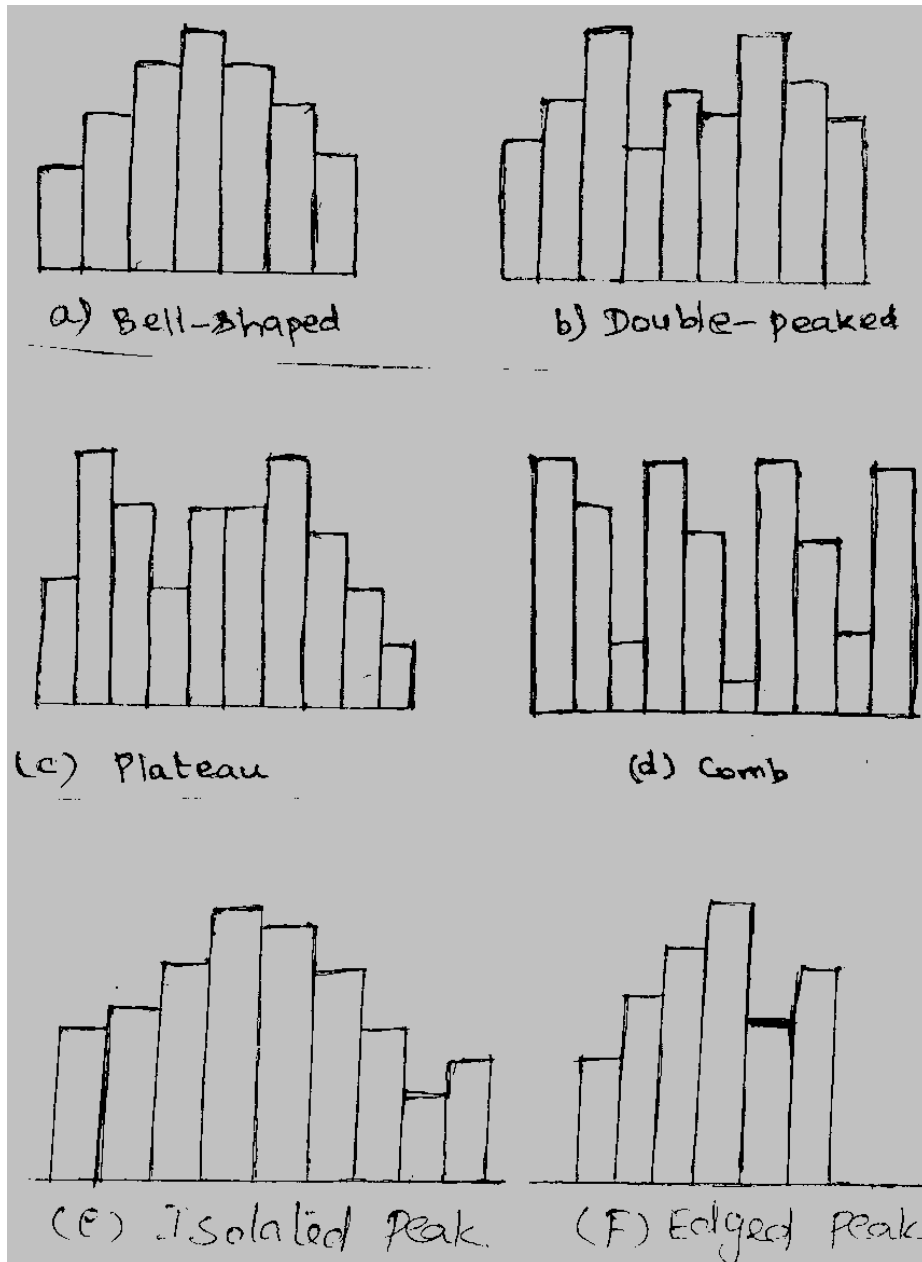 a) Bell-shaped
b) Double-peaked
(c) Plateau
(d) Comb
(e) Isolated Peak.
(F) Edged Peak.